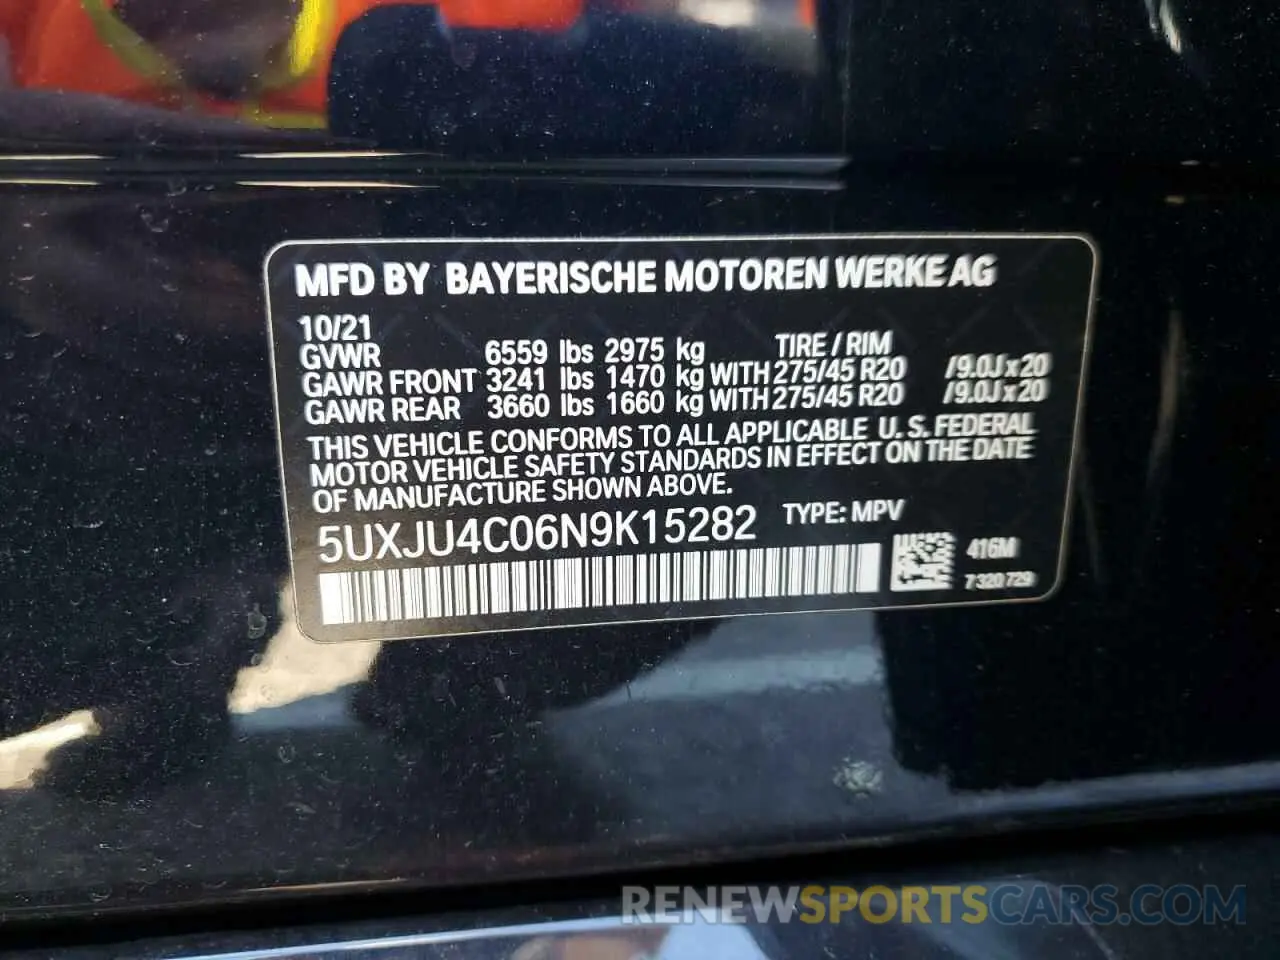 MFD BY BAYERISCHE MOTOREN WERKE AG
10/21
GVWR 6559 lbs 2975 kg TIRE / RIM
GAWR FRONT 3241 lbs 1470 kg WITH 275/45 R20 /9.0J x 20
GAWR REAR 3660 lbs 1660 kg WITH 275/45 R20 /9.0J x 20
THIS VEHICLE CONFORMS TO ALL APPLICABLE U. S. FEDERAL
MOTOR VEHICLE SAFETY STANDARDS IN EFFECT ON THE DATE
OF MANUFACTURE SHOWN ABOVE.
5UXJU4C06N9K15282 TYPE: MPV
416M
7 320 729
RENEWSPORTSCARS.COM